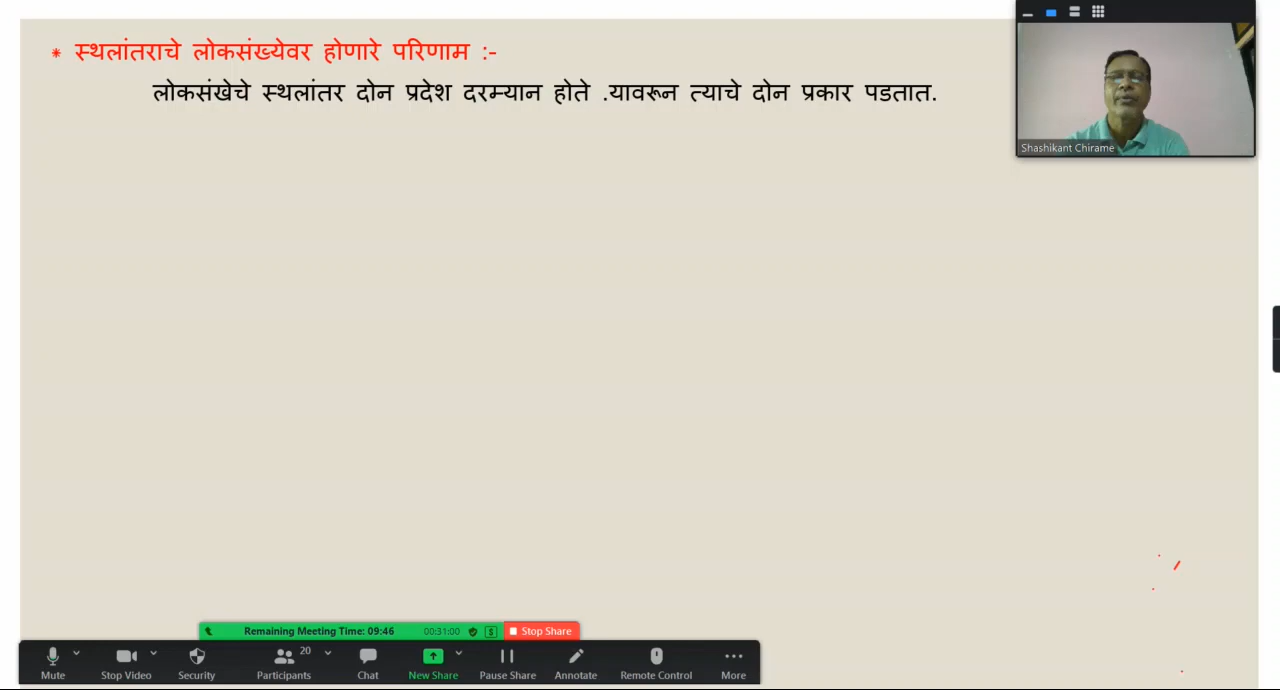 * स्थलांतराचे लोकसंख्येवर होणारे परिणाम :-
लोकसंखेचे स्थलांतर दोन प्रदेश दरम्यान होते .यावरून त्याचे दोन प्रकार पडतात.
Shashikant Chirame
Remaining Meeting Time: 09:46 00:31:00 Stop Share
20
Mute Stop Video Security Participants Chat New Share Pause Share Annotate Remote Control More